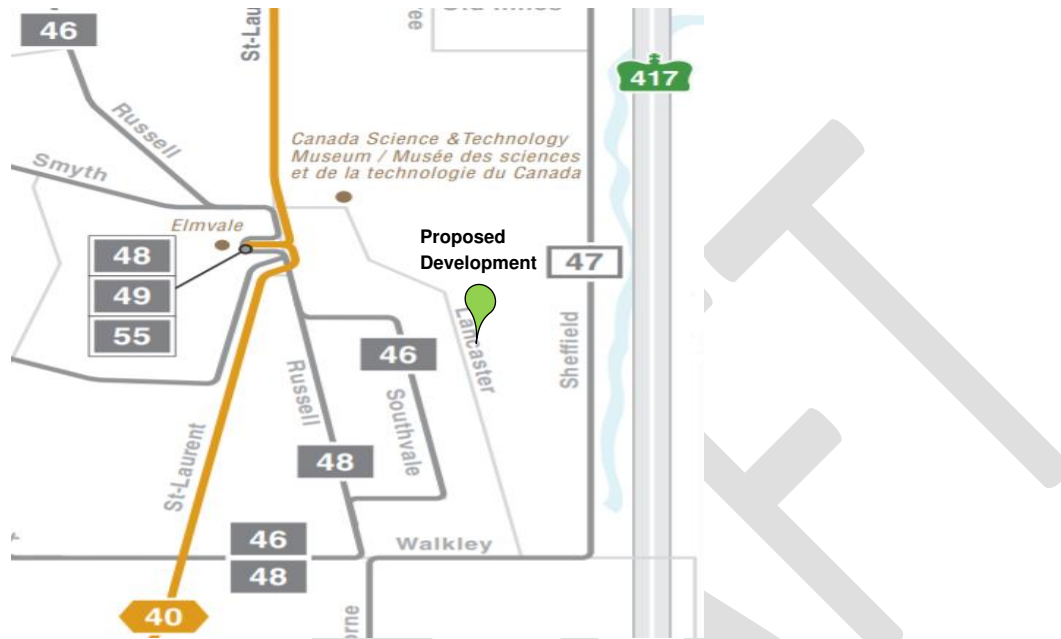 46
St-Lau
417
Russell
Canada Science & Technology
Museum / Musée des sciences
et de la technologie du Canada
Smyth
Elmvale
Proposed
Development
47
48
49
55
Lancaster
Sheffield
46
Russell
Southvale
48
St-Laurent
46
48
Walkley
40